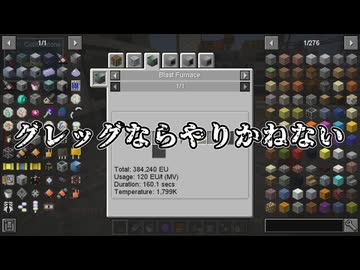 1/1
1/276
Blast Furnace
1/1
グレッグならやりかねない
Total: 384,240 EU
Usage: 120 EU/t (MV)
Duration: 160.1 secs
Temperature: 1,799K